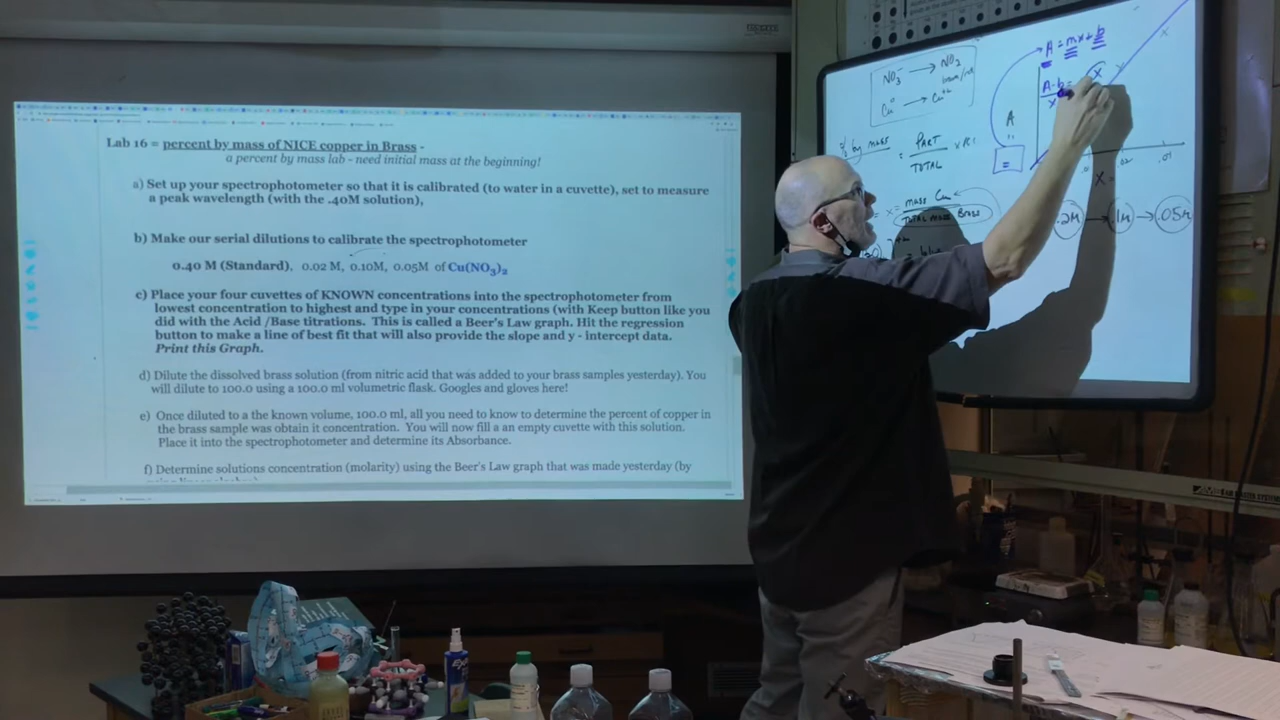 Lab 16 = percent by mass of NICE copper in Brass -
a percent by mass lab - need initial mass at the beginning!
a) Set up your spectrophotometer so that it is calibrated (to water in a cuvette), set to measure
a peak wavelength (with the .40M solution),
b) Make our serial dilutions to calibrate the spectrophotometer
0.40 M (Standard), 0.02 M, 0.10M, 0.05M of Cu(NO3)2
c) Place your four cuvettes of KNOWN concentrations into the spectrophotometer from
lowest concentration to highest and type in your concentrations (with Keep button like you
did with the Acid /Base titrations. This is called a Beer's Law graph. Hit the regression
button to make a line of best fit that will also provide the slope and y - intercept data.
Print this Graph.
d) Dilute the dissolved brass solution (from nitric acid that was added to your brass samples yesterday). You
will dilute to 100.0 using a 100.0 ml volumetric flask. Googles and gloves here!
e) Once diluted to a the known volume, 100.0 ml, all you need to know to determine the percent of copper in
the brass sample was obtain it concentration. You will now fill a an empty cuvette with this solution.
Place it into the spectrophotometer and determine its Absorbance.
f) Determine solutions concentration (molarity) using the Beer's Law graph that was made yesterday (by
A = mx + b
NO3- → NO2
Cu° → Cu
A-b =
x
X
A
% by mass = PART
TOTAL
x = mass Cu
TOTAL mass Brass
.02
.01
X
.2M → .1M → .05M